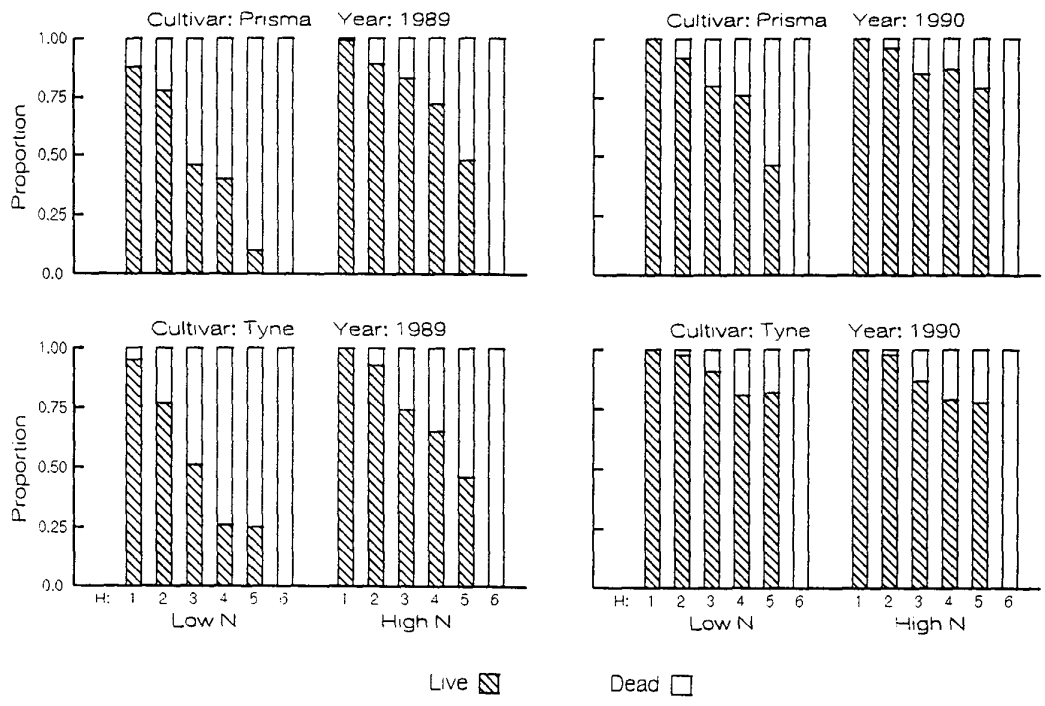 Cultivar: Prisma Year: 1989
Cultivar: Prisma Year: 1990
1.00
0.75
0.50
0.25
0.0
Proportion
Cultivar: Tyne Year: 1989
Cultivar: Tyne Year: 1990
1.00
0.75
0.50
0.25
0.0
Proportion
H: 1 2 3 4 5 6 1 2 3 4 5 6
H: 1 2 3 4 5 6 1 2 3 4 5 6
Low N High N
Low N High N
Live Dead